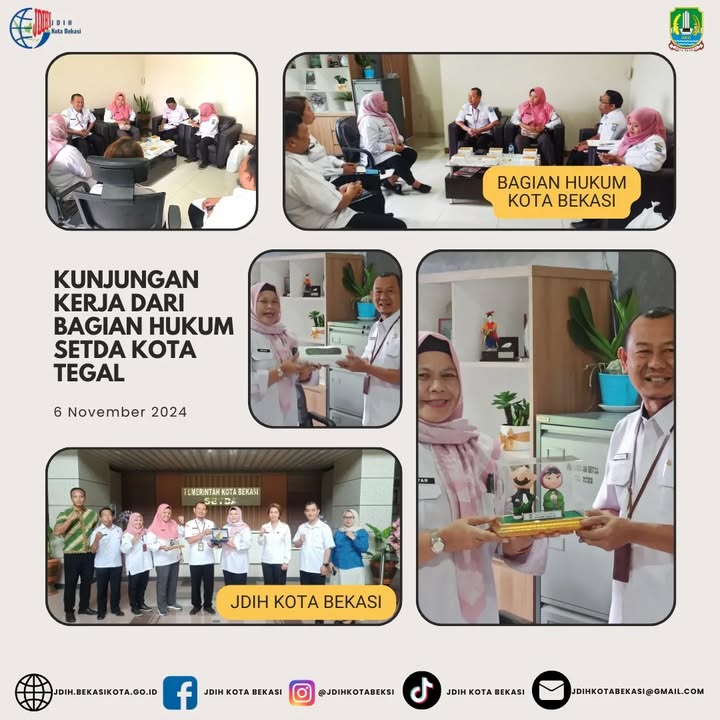 JDIH
JDIH
Kota Bekasi
BAGIAN HUKUM
KOTA BEKASI
KUNJUNGAN
KERJA DARI
BAGIAN HUKUM
SETDA KOTA
TEGAL
6 November 2024
PEMERINTAH KOTA BEKASI
SETDA
JDIH KOTA BEKASI
JDIH.BEKASIKOTA.GO.ID
JDIH KOTA BEKASI
@JDIHKOTABEKSI
JDIH KOTA BEKASI
JDIHKOTABEKASI@GMAIL.COM